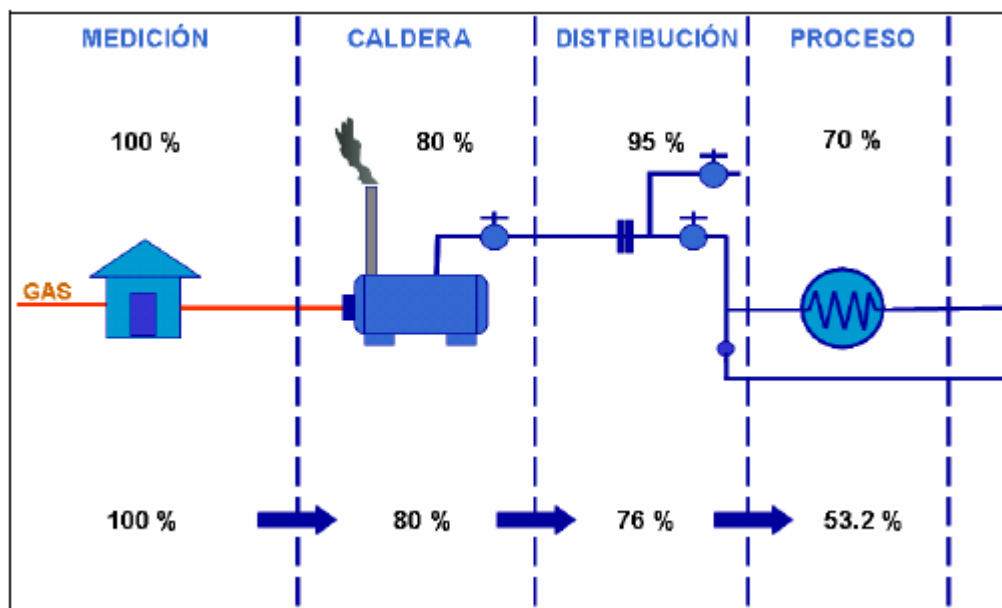 MEDICIÓN CALDERA DISTRIBUCIÓN PROCESO
100 % 80 % 95 % 70 %
GAS
100 % 80 % 76 % 53.2 %